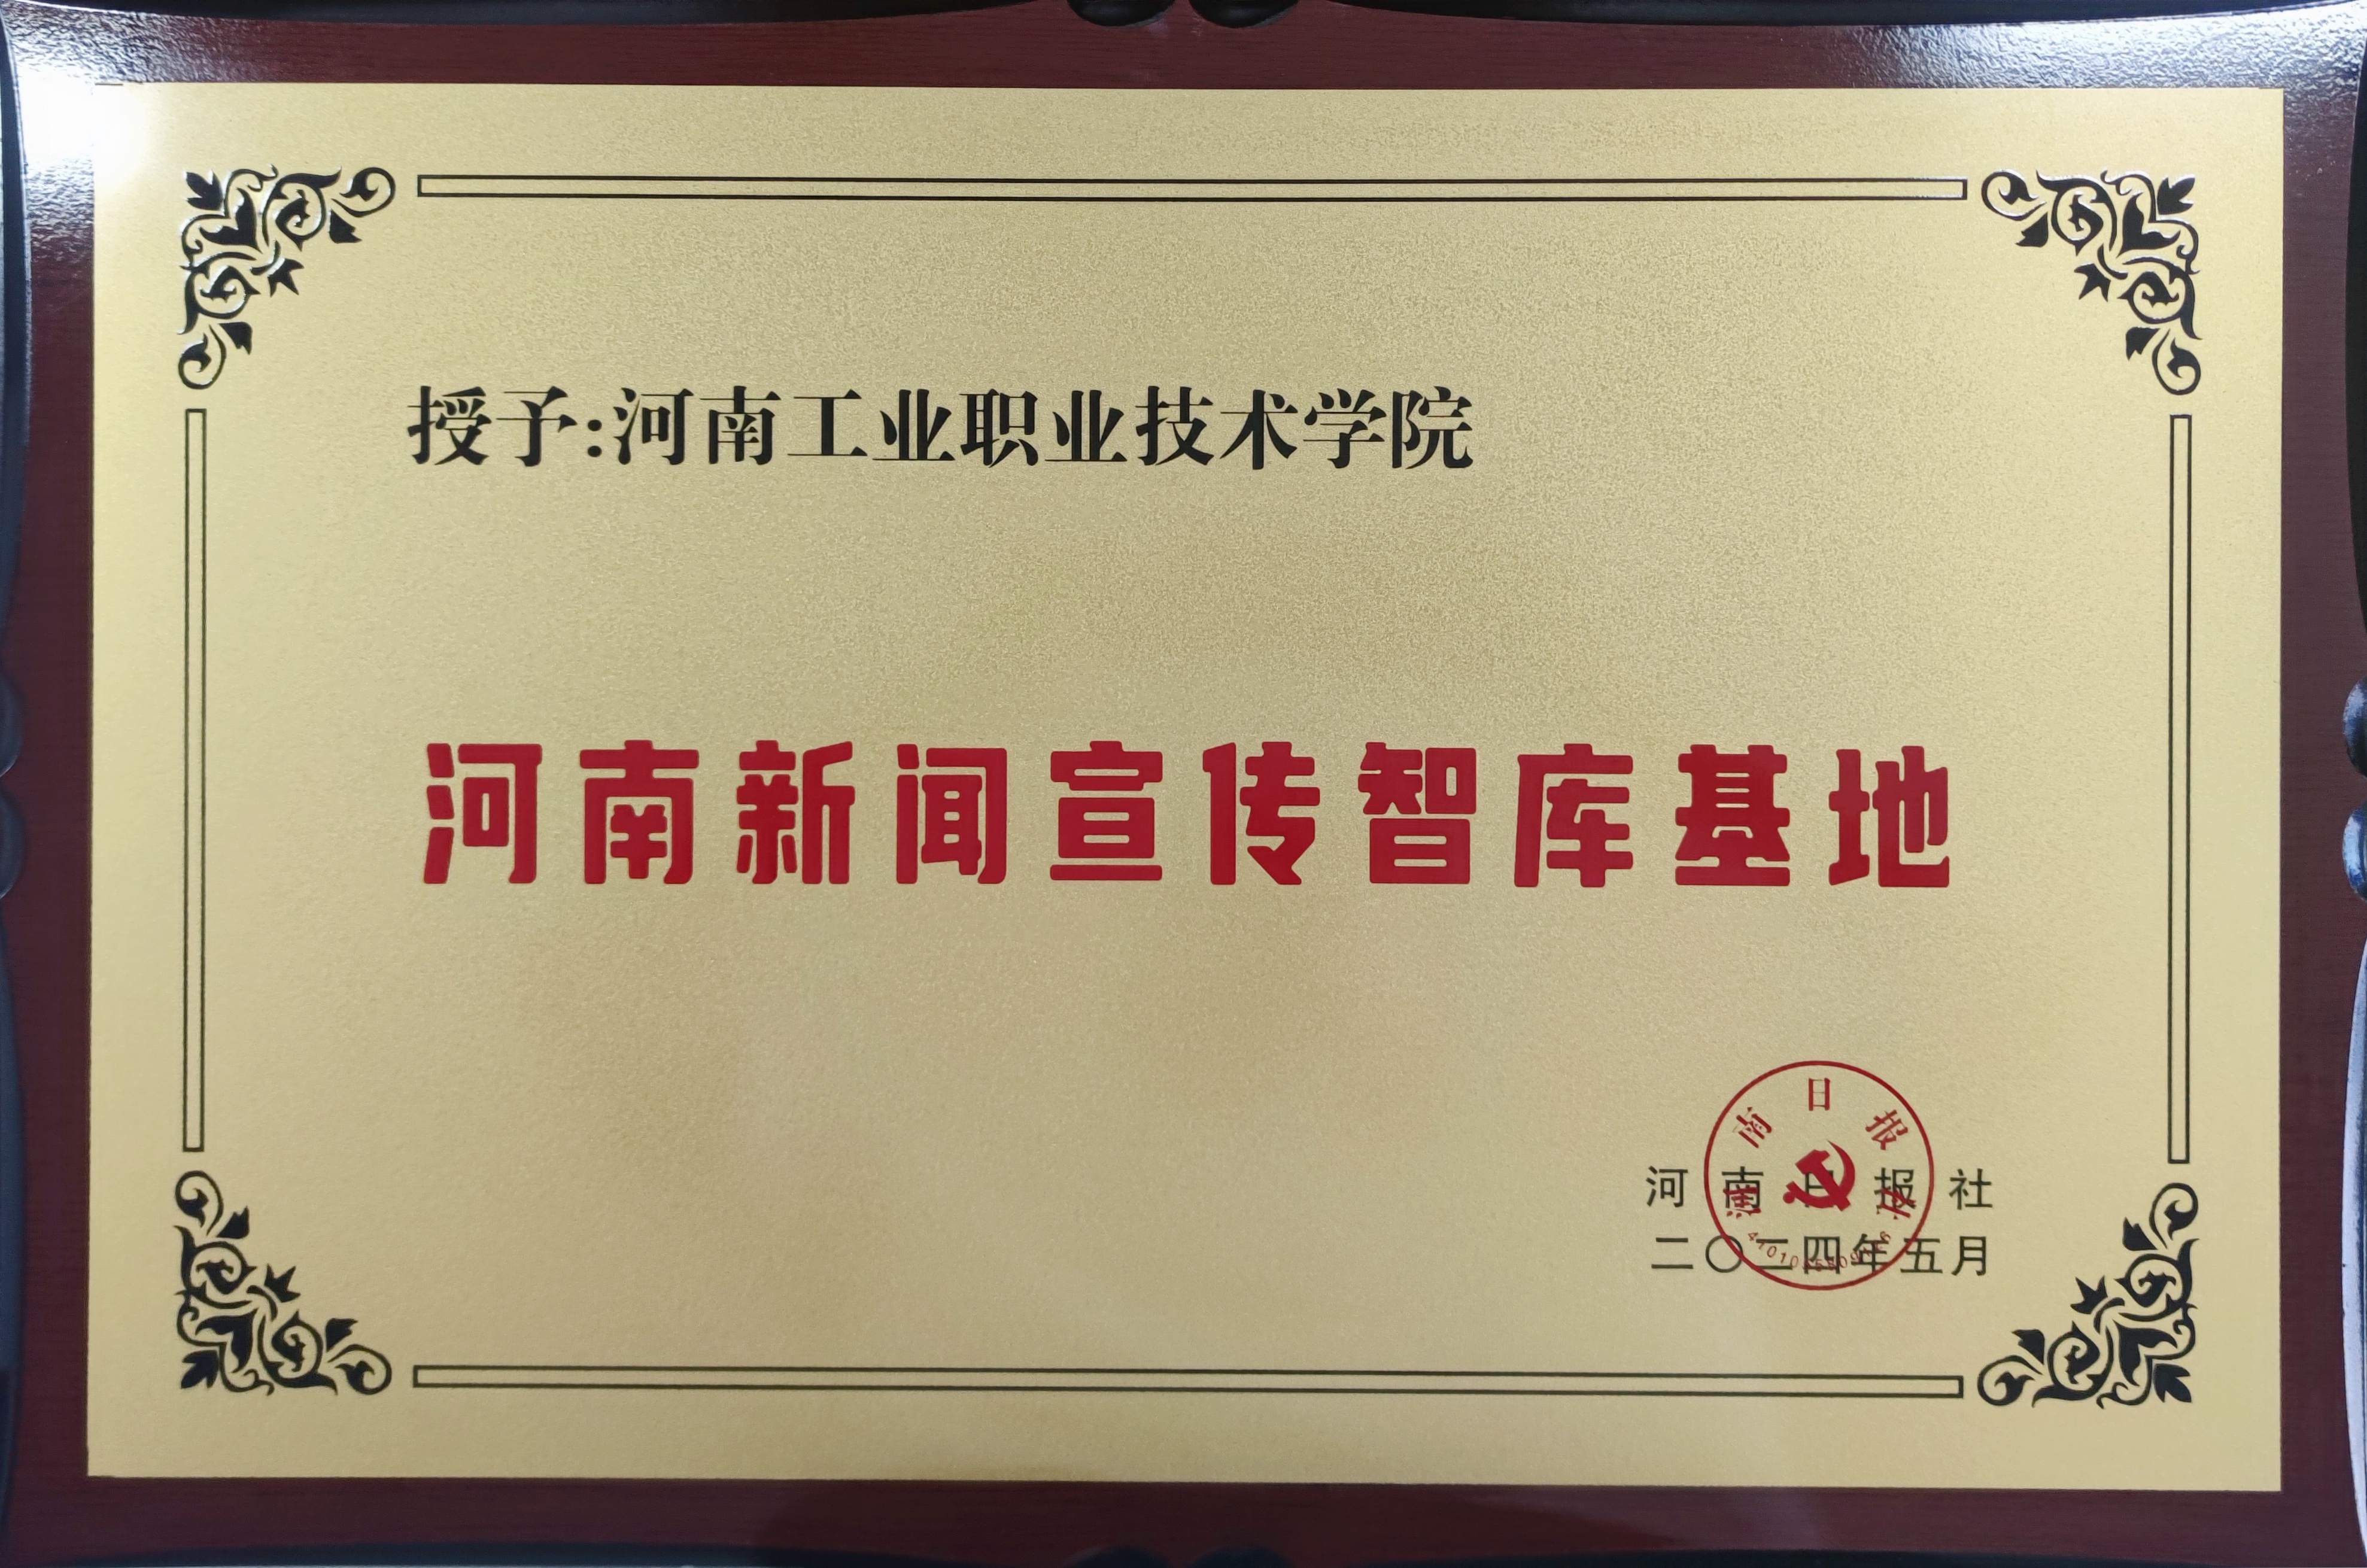 授予:河南工业职业技术学院
河南新闻宣传智库基地
河南日报社
河南日报社
二〇二四年五月